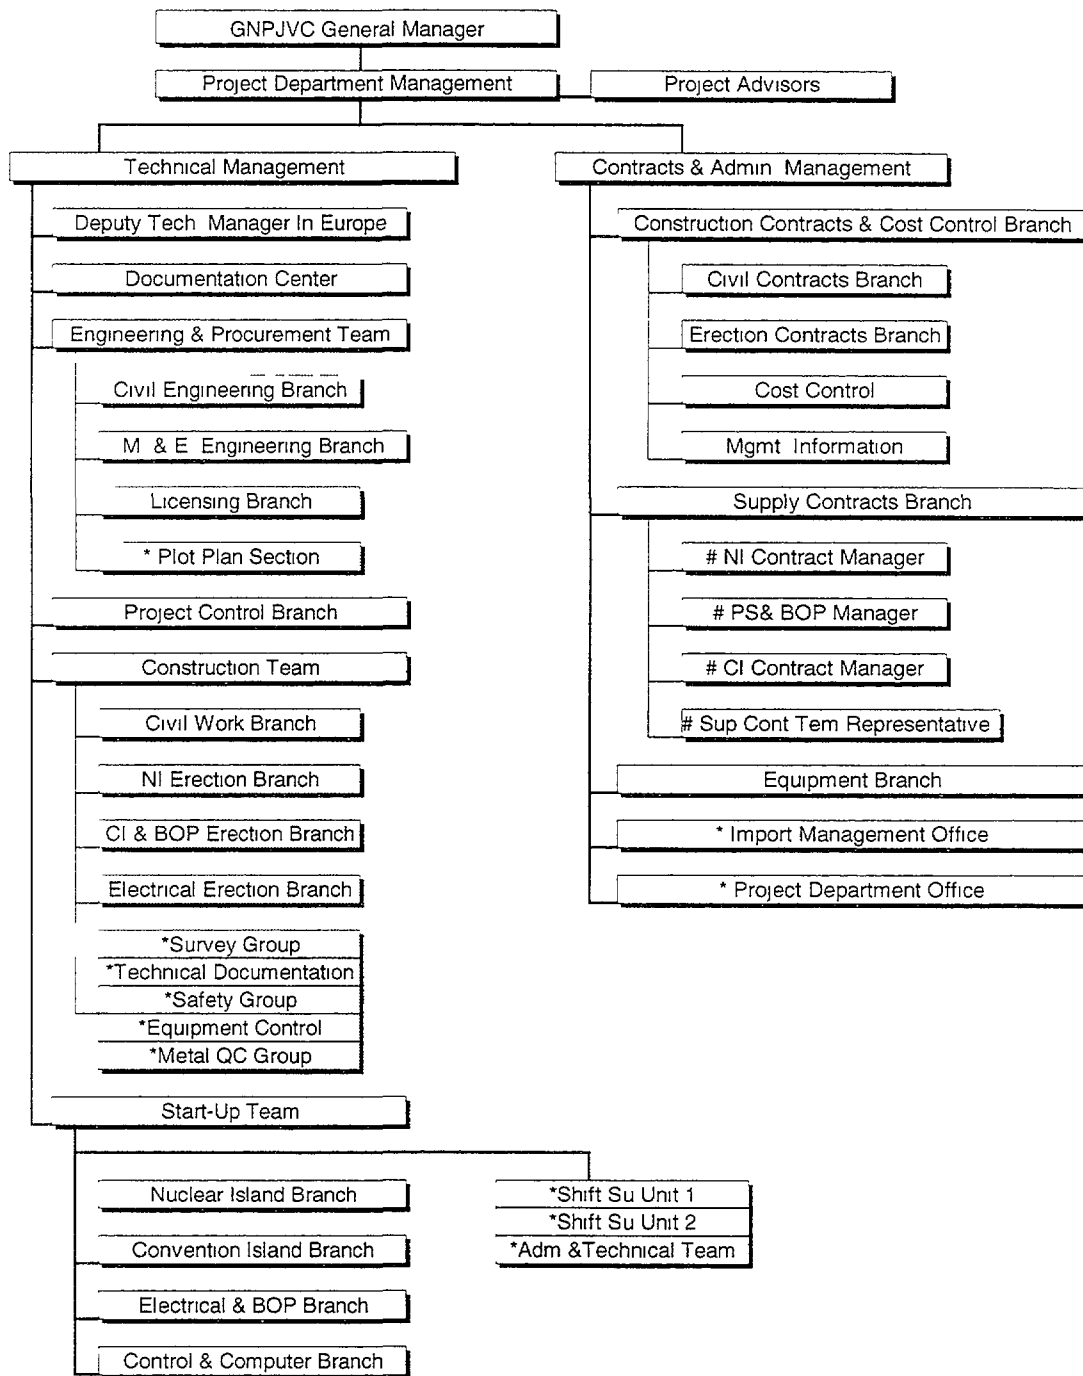 GNPJVC General Manager
Project Department Management
Project Advisors
Technical Management
Contracts & Admin Management
Deputy Tech Manager In Europe
Documentation Center
Engineering & Procurement Team
Civil Engineering Branch
M & E Engineering Branch
Licensing Branch
* Plot Plan Section
Project Control Branch
Construction Team
Civil Work Branch
NI Erection Branch
CI & BOP Erection Branch
Electrical Erection Branch
*Survey Group
*Technical Documentation
*Safety Group
*Equipment Control
*Metal QC Group
Start-Up Team
Nuclear Island Branch
Convention Island Branch
Electrical & BOP Branch
Control & Computer Branch
*Shift Su Unit 1
*Shift Su Unit 2
*Adm &Technical Team
Construction Contracts & Cost Control Branch
Civil Contracts Branch
Erection Contracts Branch
Cost Control
Mgmt Information
Supply Contracts Branch
# NI Contract Manager
# PS& BOP Manager
# CI Contract Manager
# Sup Cont Tem Representative
Equipment Branch
* Import Management Office
* Project Department Office